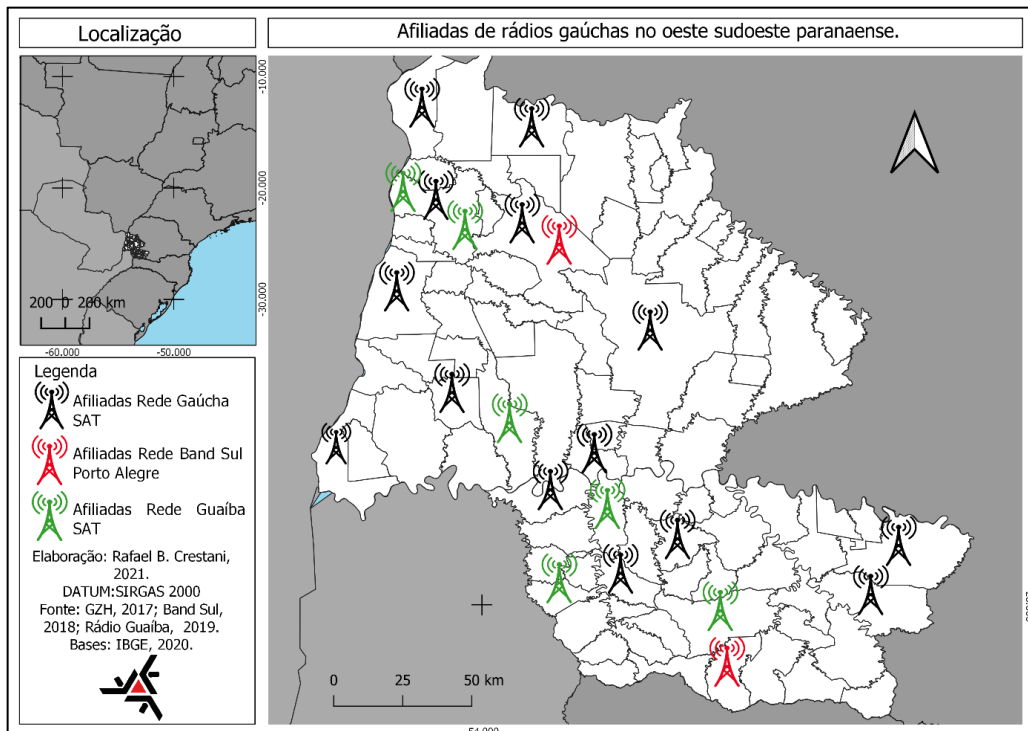 Localização
Afiliadas de rádios gaúchas no oeste sudoeste paranaense.
-10.000
-20.000
-30.000
200 0 200 km
-60.000 -50.000
Legenda
Afiliadas Rede Gaúcha
SAT
Afiliadas Rede Band Sul
Porto Alegre
Afiliadas Rede Guaíba
SAT
Elaboração: Rafael B. Crestani,
2021.
DATUM:SIRGAS 2000
Fonte: GZH, 2017; Band Sul,
2018; Rádio Guaíba, 2019.
Bases: IBGE, 2020.
0 25 50 km